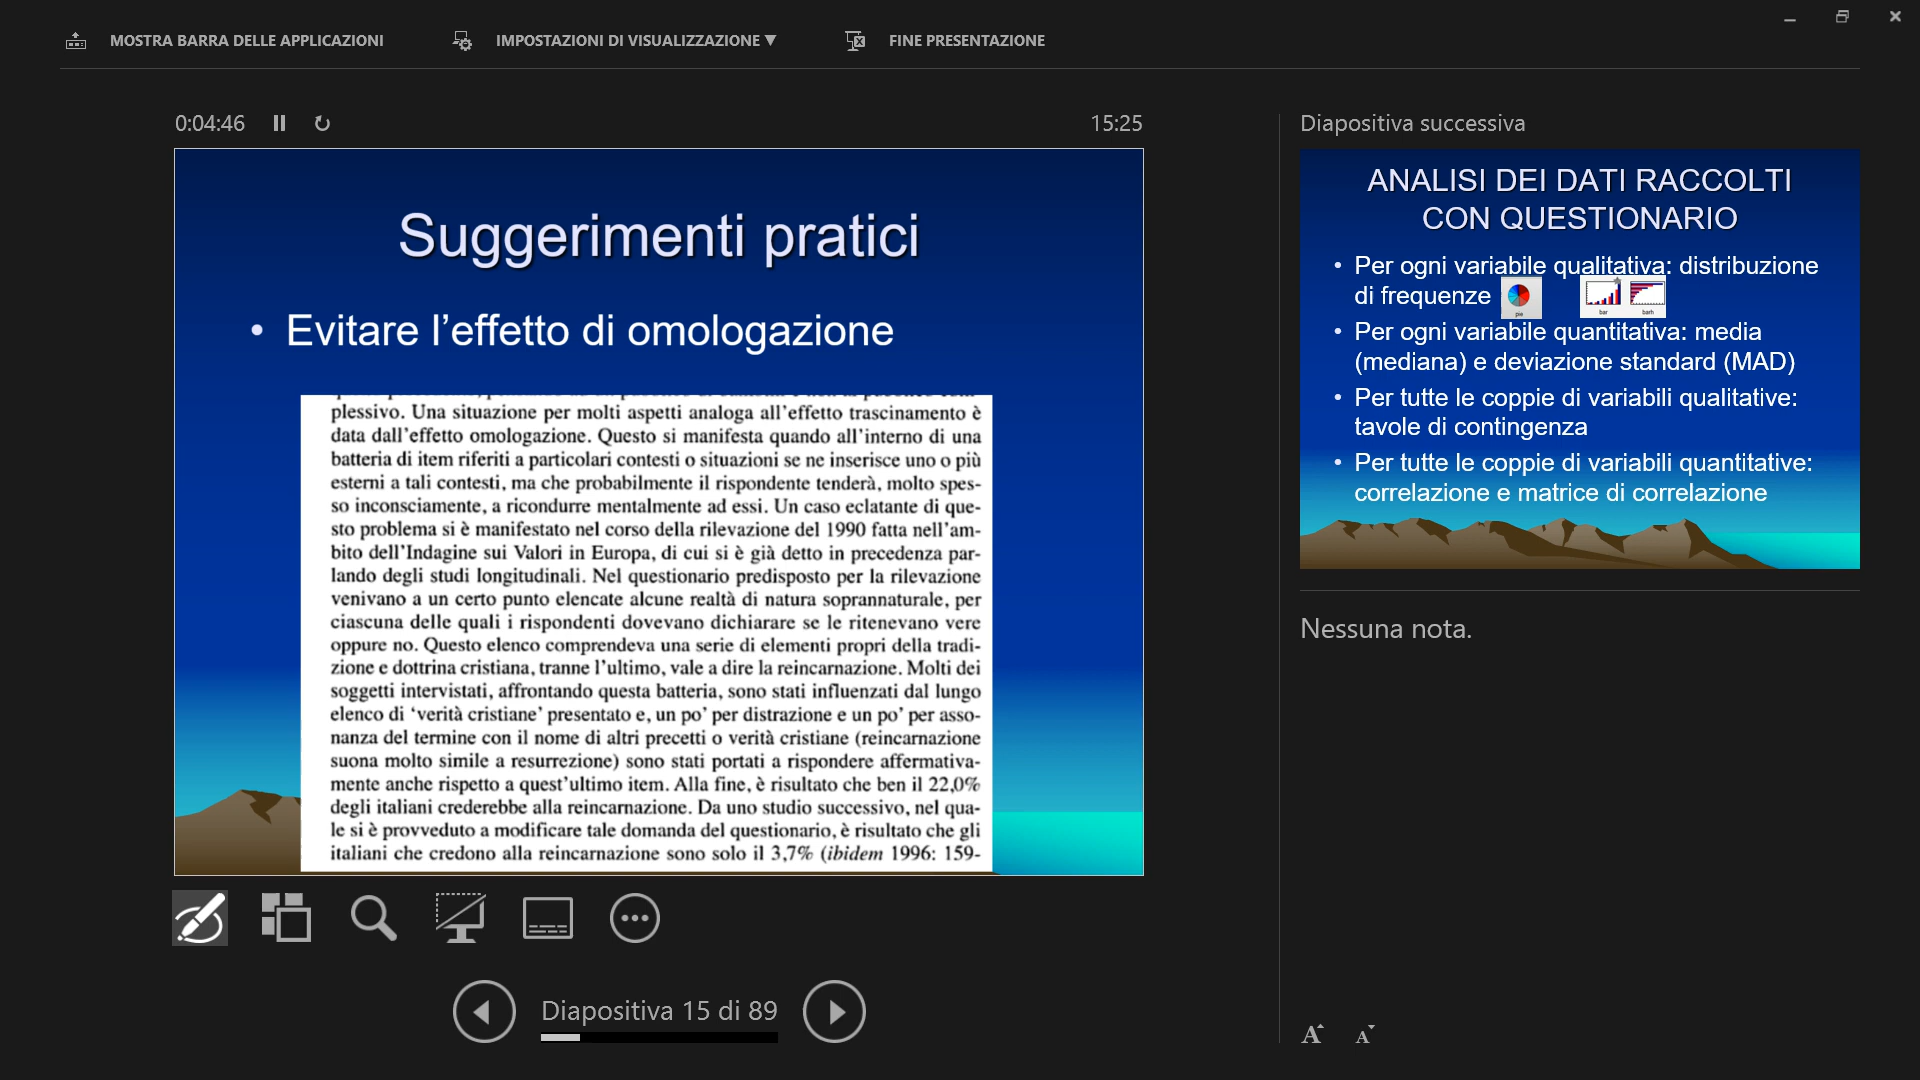 MOSTRA BARRA DELLE APPLICAZIONI
IMPOSTAZIONI DI VISUALIZZAZIONE ▼
FINE PRESENTAZIONE
0:04:46
15:25
Suggerimenti pratici
• Evitare l’effetto di omologazione
plessivo. Una situazione per molti aspetti analoga all’effetto trascinamento è
data dall’effetto omologazione. Questo si manifesta quando all’interno di una
batteria di item riferiti a particolari contesti o situazioni se ne inserisce uno o più
esterni a tali contesti, ma che probabilmente il rispondente tenderà, molto spes-
so inconsciamente, a ricondurre mentalmente ad essi. Un caso eclatante di que-
sto problema si è manifestato nel corso della rilevazione del 1990 fatta nell’am-
bito dell’Indagine sui Valori in Europa, di cui si è già detto in precedenza par-
lando degli studi longitudinali. Nel questionario predisposto per la rilevazione
venivano a un certo punto elencate alcune realtà di natura soprannaturale, per
ciascuna delle quali i rispondenti dovevano dichiarare se le ritenevano vere
oppure no. Questo elenco comprendeva una serie di elementi propri della tradi-
zione e dottrina cristiana, tranne l’ultimo, vale a dire la reincarnazione. Molti dei
soggetti intervistati, affrontando questa batteria, sono stati influenzati dal lungo
elenco di ‘verità cristiane’ presentato e, un po’ per distrazione e un po’ per asso-
nanza del termine con il nome di altri precetti o verità cristiane (reincarnazione
suona molto simile a resurrezione) sono stati portati a rispondere affermativa-
mente anche rispetto a quest’ultimo item. Alla fine, è risultato che ben il 22,0%
degli italiani crederebbe alla reincarnazione. Da uno studio successivo, nel qua-
le si è provveduto a modificare tale domanda del questionario, è risultato che gli
italiani che credono alla reincarnazione sono solo il 3,7% (ibidem 1996: 159-
Diapositiva 15 di 89
Diapositiva successiva
ANALISI DEI DATI RACCOLTI
CON QUESTIONARIO
• Per ogni variabile qualitativa: distribuzione
di frequenze
pie
bar
barh
• Per ogni variabile quantitativa: media
(mediana) e deviazione standard (MAD)
• Per tutte le coppie di variabili qualitative:
tavole di contingenza
• Per tutte le coppie di variabili quantitative:
correlazione e matrice di correlazione
Nessuna nota.
A
A